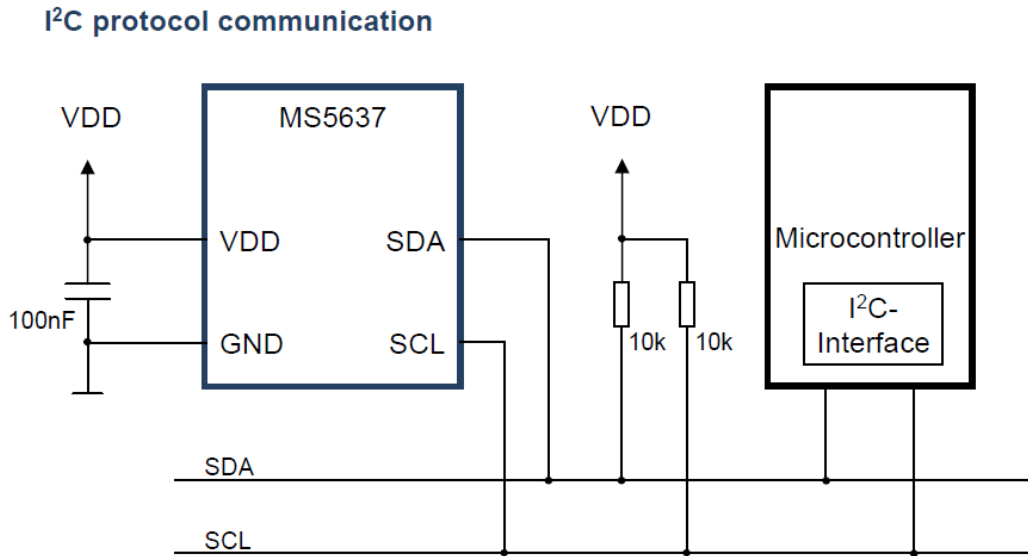 I²C protocol communication
VDD
MS5637
VDD
VDD
SDA
Microcontroller
100nF
GND
SCL
10k
10k
I²C-
Interface
SDA
SCL